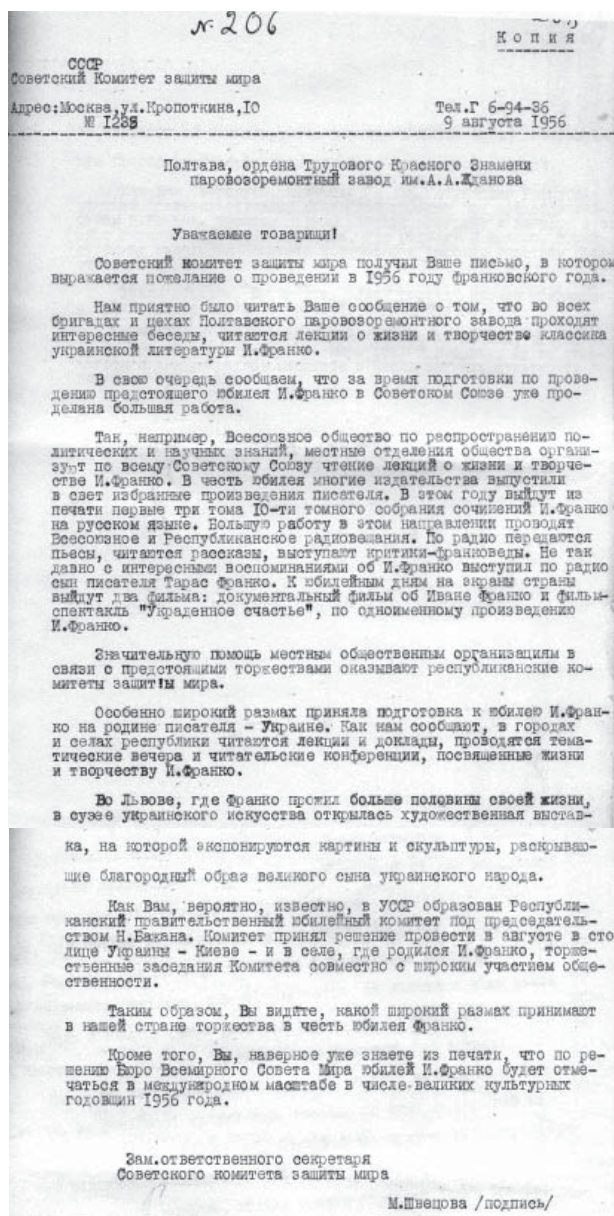 № 206
Копия
СССР
Советский Комитет защиты мира
Адрес:Москва,ул.Кропоткина,10
Тел.Г 6-94-36
№ 1238
9 августа 1956
Полтава, ордена Трудового Красного Знамени
паровозоремонтный завод им.А.А.Жданова
Уважаемые товарищи!
Советский комитет защиты мира получил Ваше письмо, в котором
выражается пожелание о проведении в 1956 году франковского года.
Нам приятно было читать Ваше сообщение о том, что во всех
бригадах и цехах Полтавского паровозоремонтного завода проходят
интересные беседы, читаются лекции о жизни и творчестве классика
украинской литературы И.Франко.
В свою очередь сообщаем, что за время подготовки по прове-
дению предстоящего юбилея И.Франко в Советском Союзе уже про-
делана большая работа.
Так, например, Всесоюзное общество по распространению по-
литических и научных знаний, местные отделения общества органи-
зуют по всему Советскому Союзу чтение лекций о жизни и творче-
стве И.Франко. В честь юбилея многие издательства выпустили
в свет избранные произведения писателя. В этом году выйдут из
печати первые три тома 10-ти томного собрания сочинений И.Франко
на русском языке. Большую работу в этом направлении проводят
Всесоюзное и Республиканское радиовещания. По радио передаются
пьесы, читаются рассказы, выступают критики-франковеды. Не так
давно с интересными воспоминаниями об И.Франко выступил по радио
сын писателя Тарас Франко. К юбилейным дням на экраны страны
выйдут два фильма: документальный фильм об Иване Франко и фильм-
спектакль "Украденное счастье", по одноименному произведению
И.Франко.
Значительную помощь местным общественным организациям в
связи с предстоящими торжествами оказывают республиканские ко-
митеты защит!ы мира.
Особенно широкий размах приняла подготовка к юбилею И.Фран-
ко на родине писателя - Украине. Как нам сообщают, в городах
и селах республики читаются лекции и доклады, проводятся тема-
тические вечера и читательские конференции, посвященные жизни
и творчеству И.Франко.
Во Львове, где Франко прожил больше половины своей жизни,
в музее украинского искусства открылась художественная выстав-
ка, на которой экспонируются картины и скульптуры, раскрываю-
щие благородный образ великого сына украинского народа.
Как Вам, вероятно, известно, в УССР образован Республи-
канский правительственный юбилейный комитет под председатель-
ством Н.Бажана. Комитет принял решение провести в августе в сто
лице Украины - Киеве - и в селе, где родился И.Франко, торже-
ственные заседания Комитета совместно с широким участием обще-
ственности.
Таким образом, Вы видите, какой широкий размах принимают
в нашей стране торжества в честь юбилея Франко.
Кроме того, Вы, наверное уже знаете из печати, что по ре-
шению Бюро Всемирного Совета Мира юбилей И.Франко будет отме-
чаться в международном масштабе в числе великих культурных
годовщин 1956 года.
Зам.ответственного секретаря
Советского комитета защиты мира
М.Швецова /подпись/